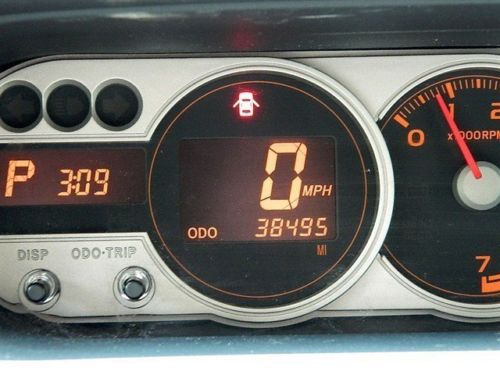 P 3:09
0 MPH
ODO 38495
MI
DISP ODO·TRIP
0 1 2
x1000RPM
7